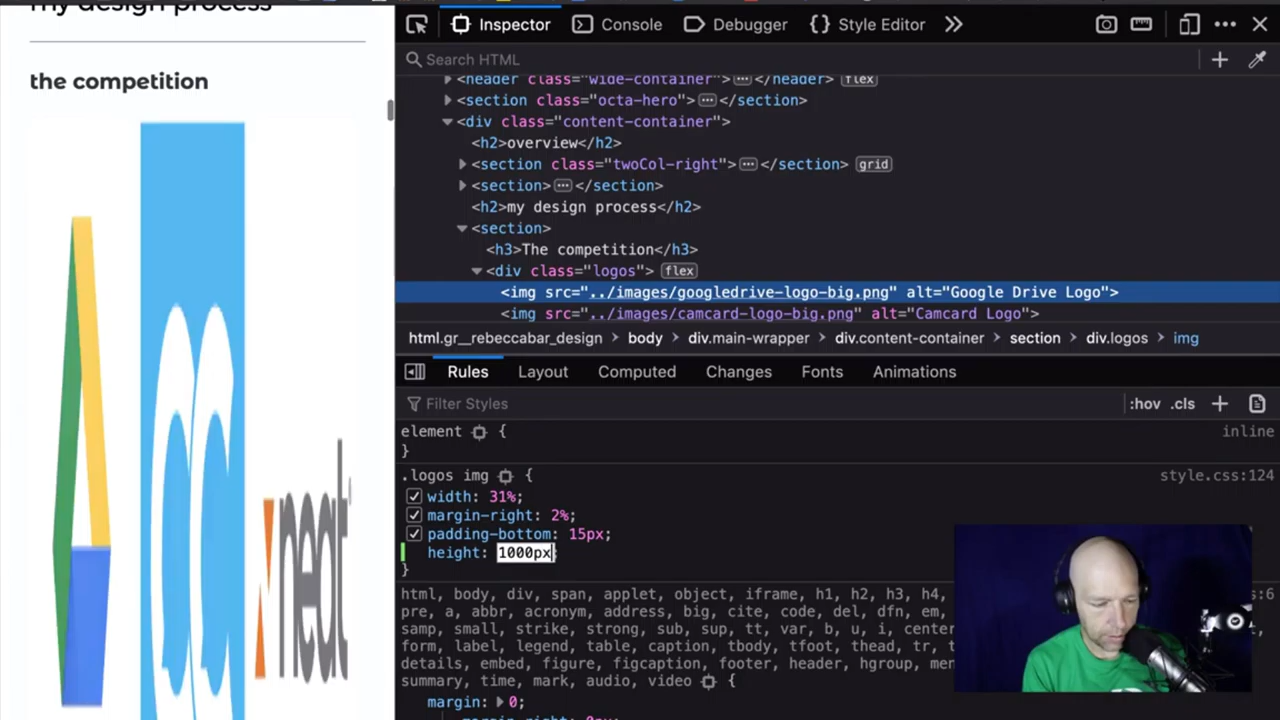 my design process
the competition
neat
Inspector
Console
Debugger
{} Style Editor
Search HTML
<header class="wide-container">…</header> flex
<section class="octa-hero">…</section>
<div class="content-container">
<h2>overview</h2>
<section class="twoCol-right">…</section> grid
<section>…</section>
<h2>my design process</h2>
<section>
<h3>The competition</h3>
<div class="logos"> flex
<img src="../images/googledrive-logo-big.png" alt="Google Drive Logo">
<img src="../images/camcard-logo-big.png" alt="Camcard Logo">
html.gr__rebeccabar_design > body > div.main-wrapper > div.content-container > section > div.logos > img
Rules
Layout
Computed
Changes
Fonts
Animations
Filter Styles
:hov .cls +
element {
inline
}
.logos img {
style.css:124
width: 31%;
margin-right: 2%;
padding-bottom: 15px;
height: 1000px
}
html, body, div, span, applet, object, iframe, h1, h2, h3, h4,
s:6
pre, a, abbr, acronym, address, big, cite, code, del, dfn, em,
samp, small, strike, strong, sub, sup, tt, var, b, u, i, center
form, label, legend, table, caption, tbody, tfoot, thead, tr, t
details, embed, figure, figcaption, footer, header, hgroup, men
summary, time, mark, audio, video {
margin: 0;